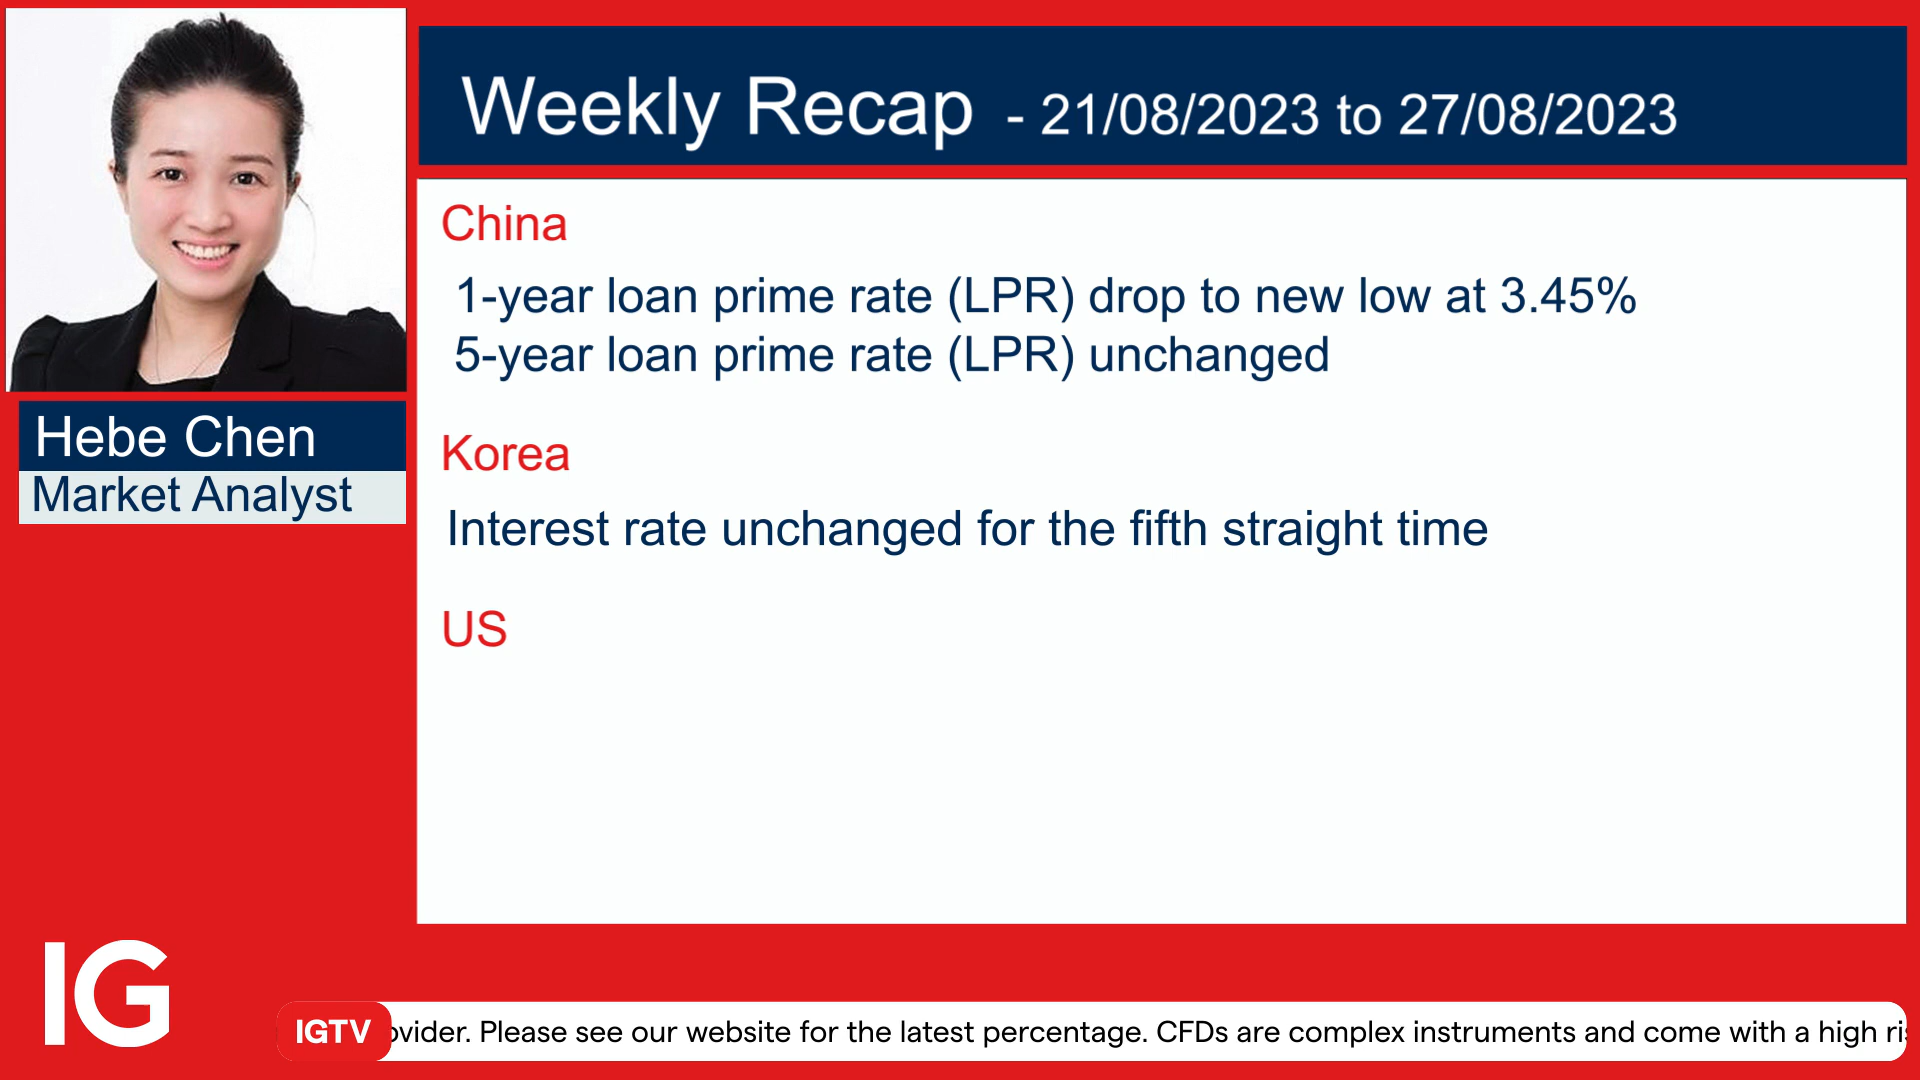 Weekly Recap - 21/08/2023 to 27/08/2023
China
1-year loan prime rate (LPR) drop to new low at 3.45%
5-year loan prime rate (LPR) unchanged
Hebe Chen
Market Analyst
Korea
Interest rate unchanged for the fifth straight time
US
IG
IGTV
Please see our website for the latest percentage. CFDs are complex instruments and come with a high